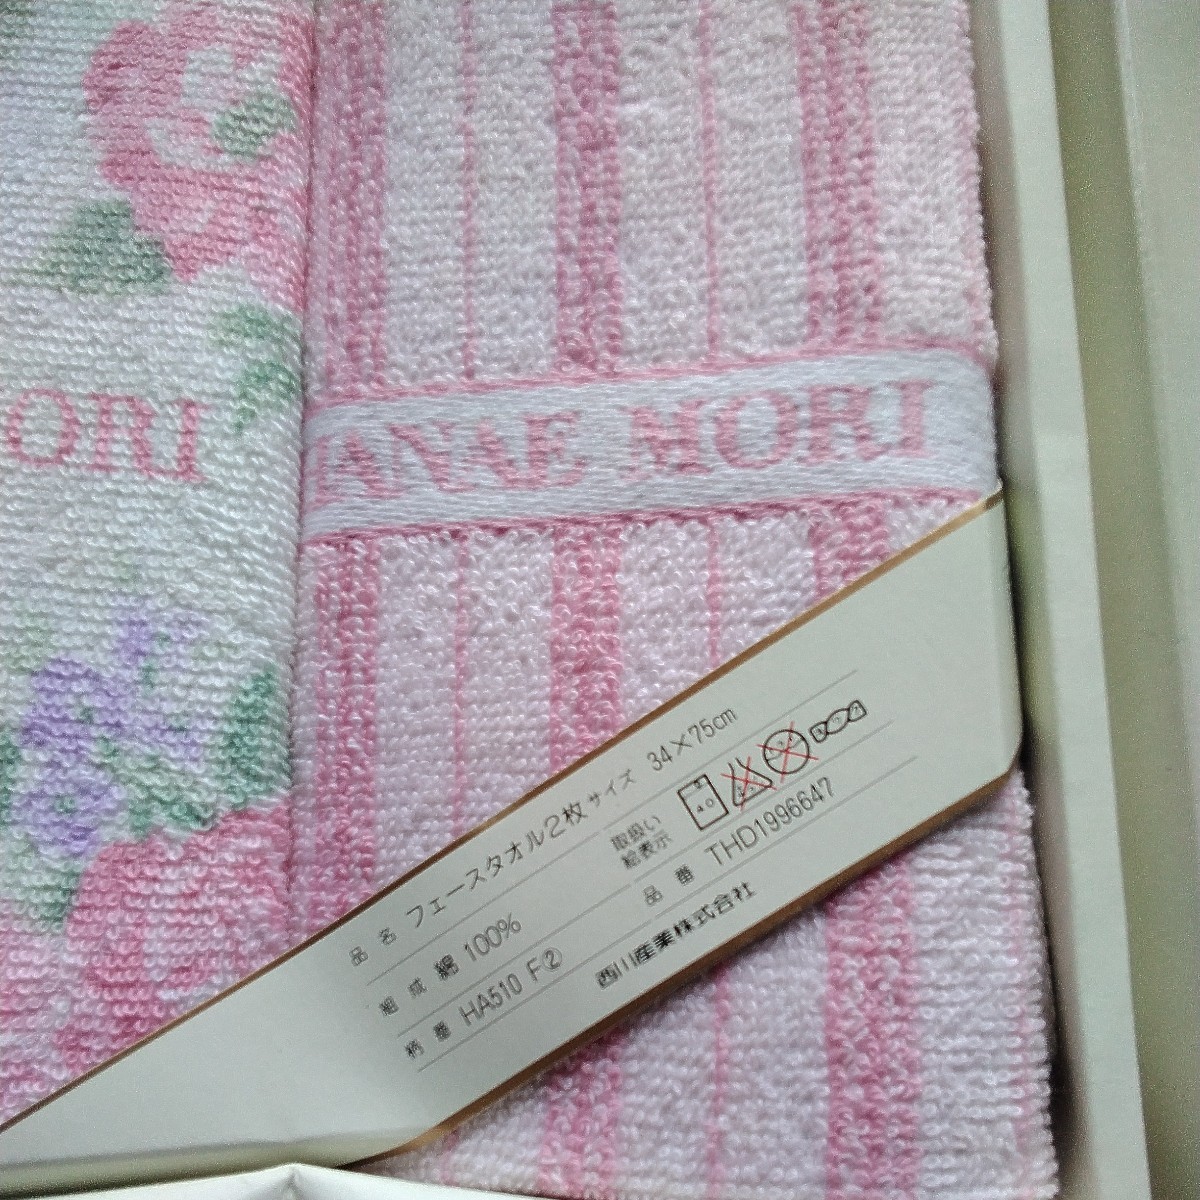 ORI
HANAE MORI
品名 フェースタオル2枚 サイズ 34×75cm
組成 綿 100% 取扱い 絵表示
柄番 HA510 F② 品番 THD1996647
西川産業株式会社